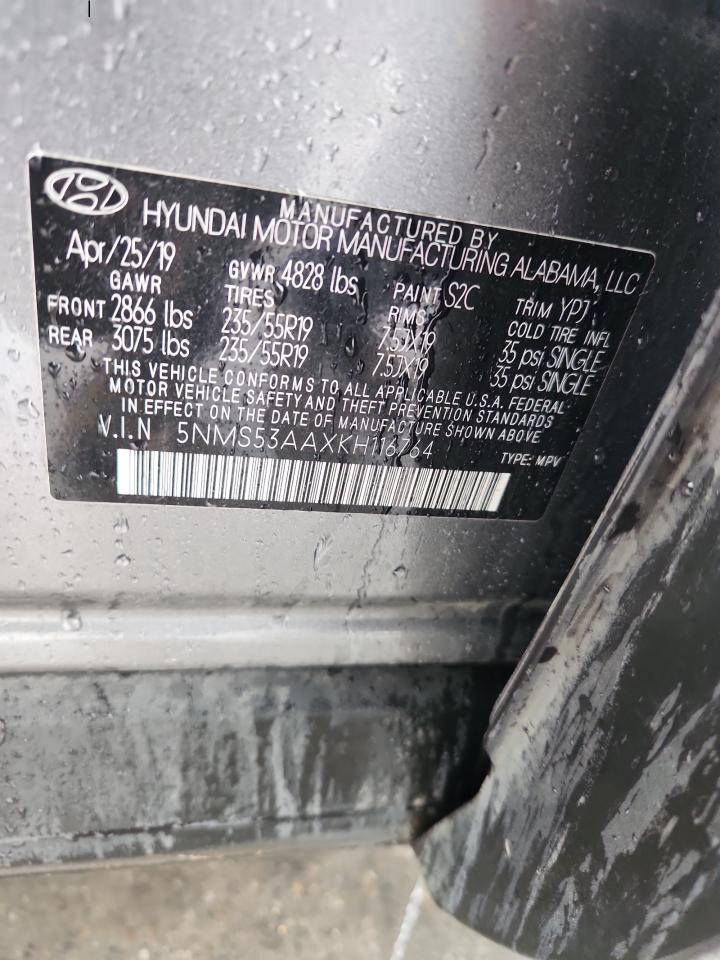 MANUFACTURED BY
HYUNDAI MOTOR MANUFACTURING ALABAMA, LLC
Apr/25/19 GVWR 4828 lbs PAINT S2C TRIM YPJ
GAWR TIRES RIMS COLD TIRE INFL
FRONT 2866 lbs 235/55R19 7.5JX19 35 psi SINGLE
REAR 3075 lbs 235/55R19 7.5JX19 35 psi SINGLE
THIS VEHICLE CONFORMS TO ALL APPLICABLE U.S.A. FEDERAL
MOTOR VEHICLE SAFETY AND THEFT PREVENTION STANDARDS
IN EFFECT ON THE DATE OF MANUFACTURE SHOWN ABOVE
V.I.N 5NMS53AAXKH116764 TYPE: MPV